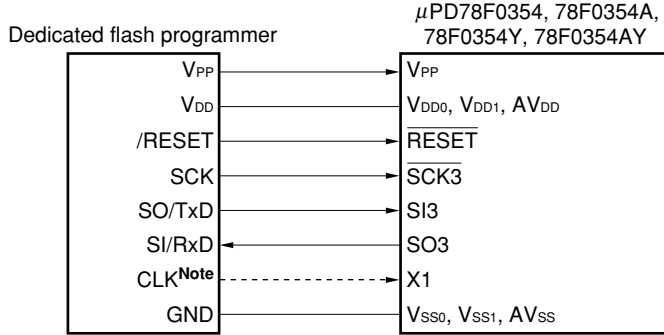 μPD78F0354, 78F0354A,
78F0354Y, 78F0354AY
Dedicated flash programmer
VPP VPP
VDD VDD0, VDD1, AVDD
/RESET RESET
SCK SCK3
SO/TxD SI3
SI/RxD SO3
CLKNote X1
GND VSS0, VSS1, AVSS